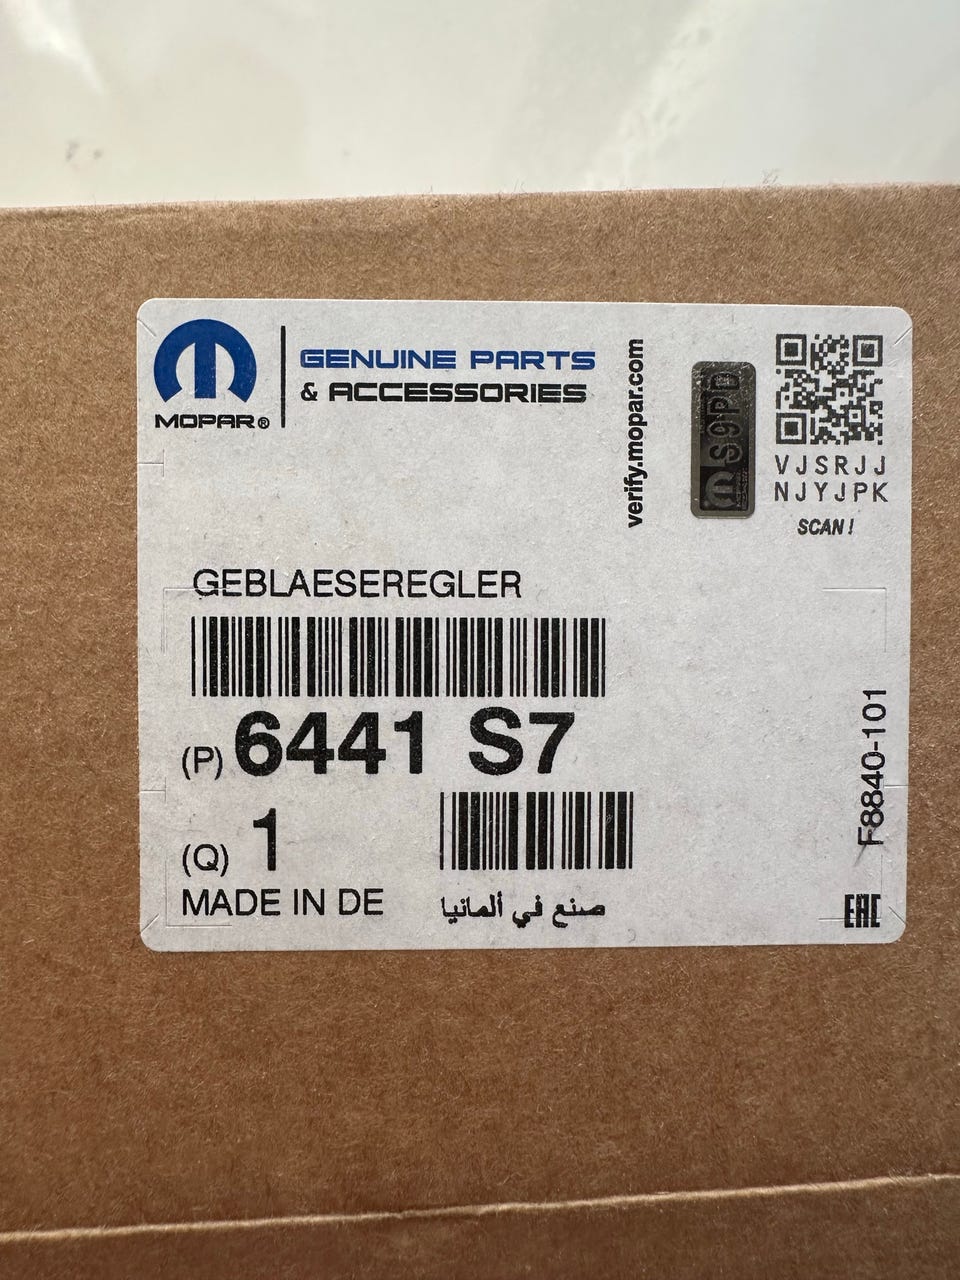 MOPAR®
GENUINE PARTS
& ACCESSORIES
verify.mopar.com
S9PD
VJSRJJ
NJYJPK
SCAN!
GEBLAESEREGLER
(P) 6441 S7
(Q) 1
MADE IN DE
صنع في ألمانيا
F8840-101
EAC